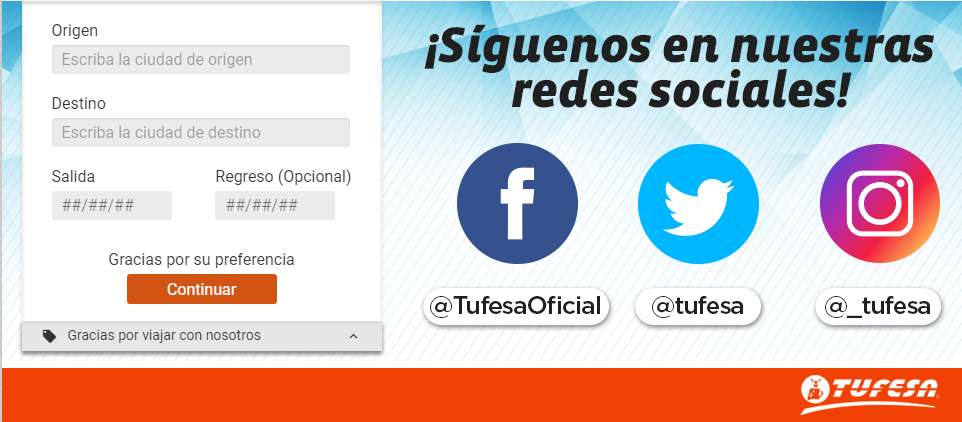 Origen
Escriba la ciudad de origen
Destino
Escriba la ciudad de destino
Salida
Regreso (Opcional)
##/##/##
##/##/##
Gracias por su preferencia
Continuar
Gracias por viajar con nosotros
¡Síguenos en nuestras
redes sociales!
@TufesaOficial
@tufesa
@_tufesa
TUFESA